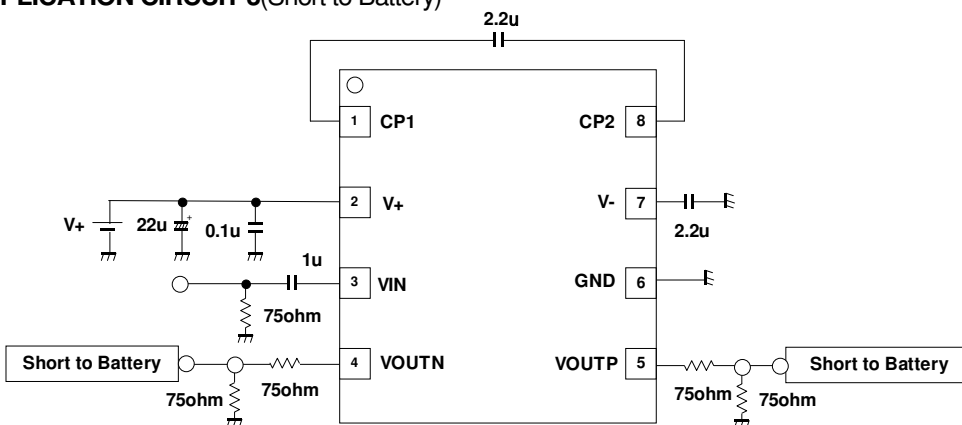 PLICATION CIRCUIT 3(Short to Battery)
2.2u
1 CP1
CP2 8
2 V+
V- 7
V+
22u
+
0.1u
2.2u
1u
3 VIN
GND 6
75ohm
Short to Battery
4 VOUTN
VOUTP 5
Short to Battery
75ohm
75ohm
75ohm
75ohm